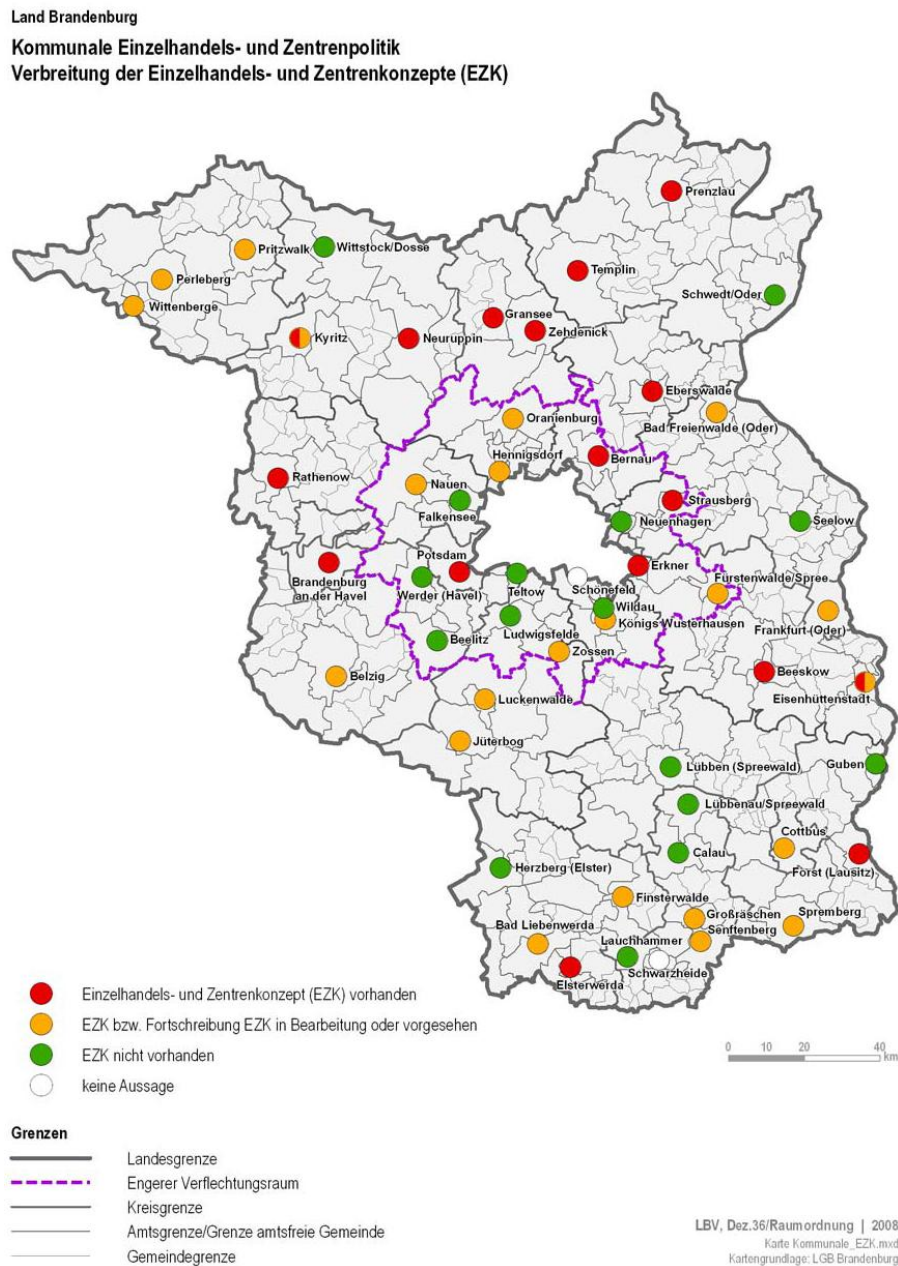 Land Brandenburg
Kommunale Einzelhandels- und Zentrenpolitik
Verbreitung der Einzelhandels- und Zentrenkonzepte (EZK)
Prenzlau
Pritzwalk
Wittstock/Dosse
Templin
Perleberg
Schwedt/Oder
Wittenberge
Gransee
Zehdenick
Kyritz
Neuruppin
Eberswalde
Bad Freienwalde (Oder)
Oranienburg
Hennigsdorf
Bernau
Rathenow
Nauen
Strausberg
Falkensee
Neuenhagen
Seelow
Potsdam
Erkner
Brandenburg
an der Havel
Werder (Havel)
Teltow
Schönefeld
Fürstenwalde/Spree
Wildau
Königs Wusterhausen
Frankfurt (Oder)
Ludwigsfelde
Beelitz
Zossen
Belzig
Beeskow
Eisenhüttenstadt
Luckenwalde
Jüterbog
Lübben (Spreewald)
Guben
Lübbenau/Spreewald
Cottbus
Calau
Forst (Lausitz)
Herzberg (Elster)
Finsterwalde
Großräschen
Spremberg
Bad Liebenwerda
Senftenberg
Lauchhammer
Schwarzheide
Elsterwerda
Einzelhandels- und Zentrenkonzept (EZK) vorhanden
EZK bzw. Fortschreibung EZK in Bearbeitung oder vorgesehen
EZK nicht vorhanden
keine Aussage
0 10 20 40
km
Grenzen
Landesgrenze
Engerer Verflechtungsraum
Kreisgrenze
Amtsgrenze/Grenze amtsfreie Gemeinde
Gemeindegrenze
LBV, Dez.36/Raumordnung | 2008
Karte Kommunale_EZK.mxd
Kartengrundlage: LGB Brandenburg